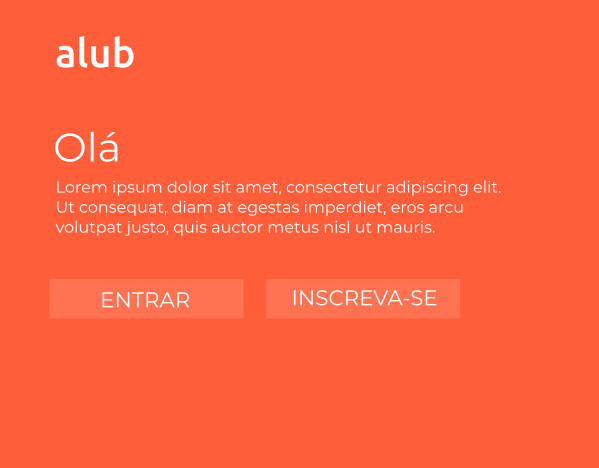 alub
Olá
Lorem ipsum dolor sit amet, consectetur adipiscing elit.
Ut consequat, diam at egestas imperdiet, eros arcu
volutpat justo, quis auctor metus nisl ut mauris.
ENTRAR
INSCREVA-SE